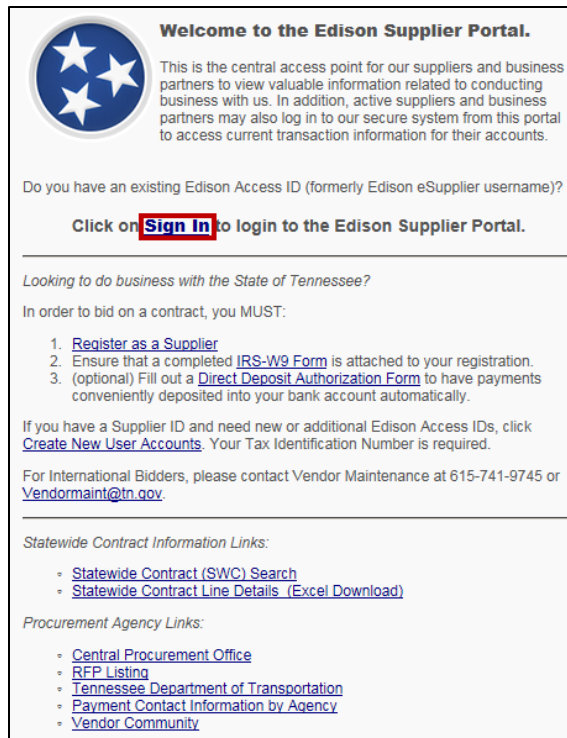 Welcome to the Edison Supplier Portal.
This is the central access point for our suppliers and business
partners to view valuable information related to conducting
business with us. In addition, active suppliers and business
partners may also log in to our secure system from this portal
to access current transaction information for their accounts.
Do you have an existing Edison Access ID (formerly Edison eSupplier username)?
Click on Sign In to login to the Edison Supplier Portal.
Looking to do business with the State of Tennessee?
In order to bid on a contract, you MUST:
1. Register as a Supplier
2. Ensure that a completed IRS-W9 Form is attached to your registration.
3. (optional) Fill out a Direct Deposit Authorization Form to have payments
conveniently deposited into your bank account automatically.
If you have a Supplier ID and need new or additional Edison Access IDs, click
Create New User Accounts. Your Tax Identification Number is required.
For International Bidders, please contact Vendor Maintenance at 615-741-9745 or
Vendormaint@tn.gov.
Statewide Contract Information Links:
◦ Statewide Contract (SWC) Search
◦ Statewide Contract Line Details (Excel Download)
Procurement Agency Links:
◦ Central Procurement Office
◦ RFP Listing
◦ Tennessee Department of Transportation
◦ Payment Contact Information by Agency
◦ Vendor Community